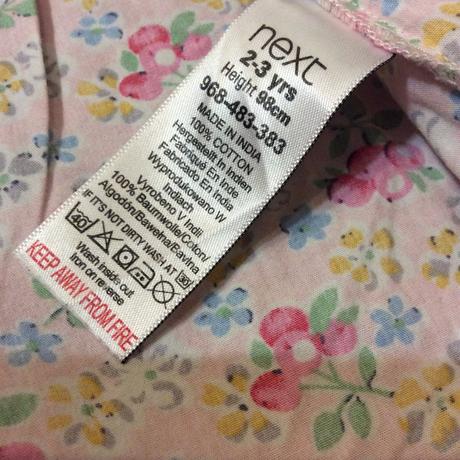 next
2-3 yrs
Height 98cm
968-483-383
MADE IN INDIA
100% COTTON
Hergestellt In Indien
Fabriqué En Inde
Fabricado En India
Wyprodukowano W
Indiach
Vyrobeno V Indii
100% Baumwolle/Coton/
Algodón/Bawełna/Bavlna
IF IT'S NOT DIRTY WASH AT 30
40
Wash inside out
Iron on reverse
KEEP AWAY FROM FIRE